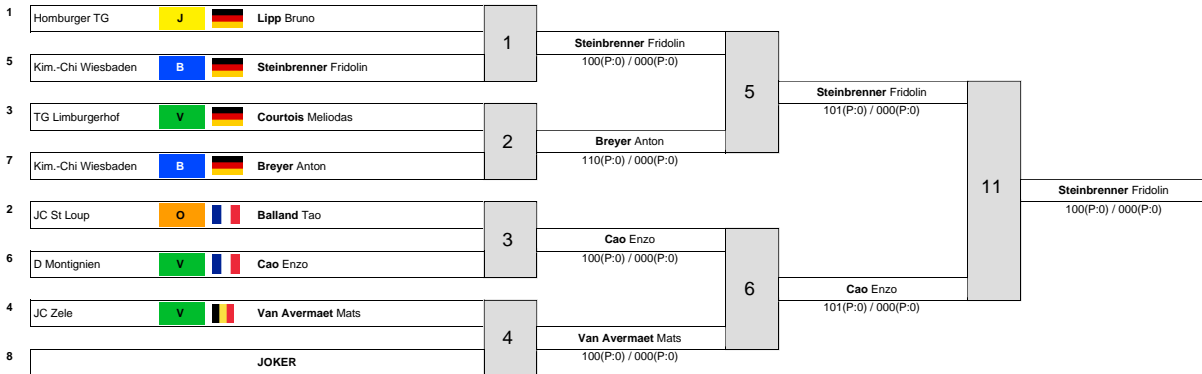 1 Homburger TG J Lipp Bruno
5 Kim.-Chi Wiesbaden B Steinbrenner Fridolin
1
Steinbrenner Fridolin
100(P:0) / 000(P:0)
3 TG Limburgerhof V Courtois Meliodas
7 Kim.-Chi Wiesbaden B Breyer Anton
2
Breyer Anton
110(P:0) / 000(P:0)
5
Steinbrenner Fridolin
101(P:0) / 000(P:0)
2 JC St Loup O Balland Tao
6 D Montignien V Cao Enzo
3
Cao Enzo
100(P:0) / 000(P:0)
4 JC Zele V Van Avermaet Mats
8 JOKER
4
Van Avermaet Mats
100(P:0) / 000(P:0)
6
Cao Enzo
101(P:0) / 000(P:0)
11
Steinbrenner Fridolin
100(P:0) / 000(P:0)